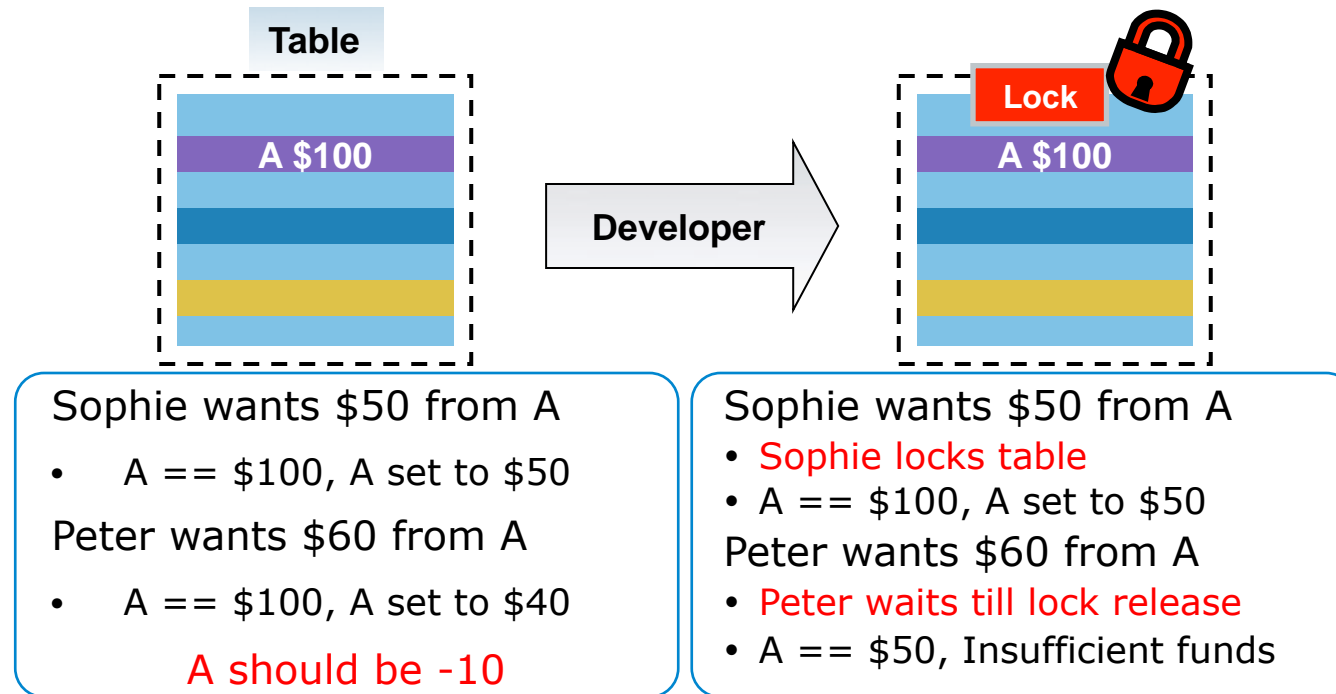 Table
A $100
Developer
Lock
A $100
Sophie wants $50 from A
• A == $100, A set to $50
Peter wants $60 from A
• A == $100, A set to $40
A should be -10
Sophie wants $50 from A
• Sophie locks table
• A == $100, A set to $50
Peter wants $60 from A
• Peter waits till lock release
• A == $50, Insufficient funds